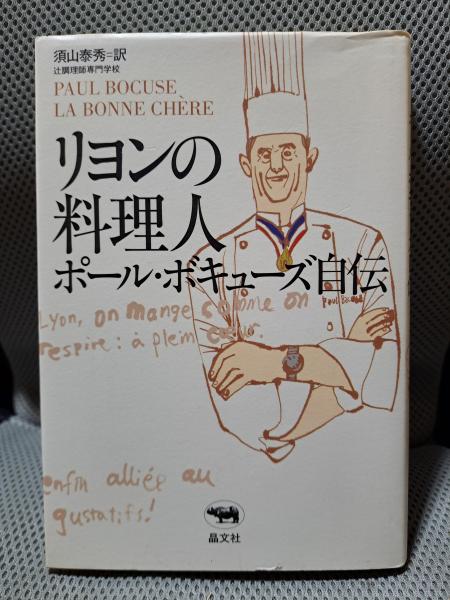 須山泰秀=訳
辻調理師専門学校
PAUL BOCUSE
LA BONNE CHÈRE
リヨンの
料理人
ポール・ボキューズ自伝
Paul Bocuse
Lyon, on mange comme on
respire: à plein cœur.
enfin alliée au
gustatifs!
晶文社